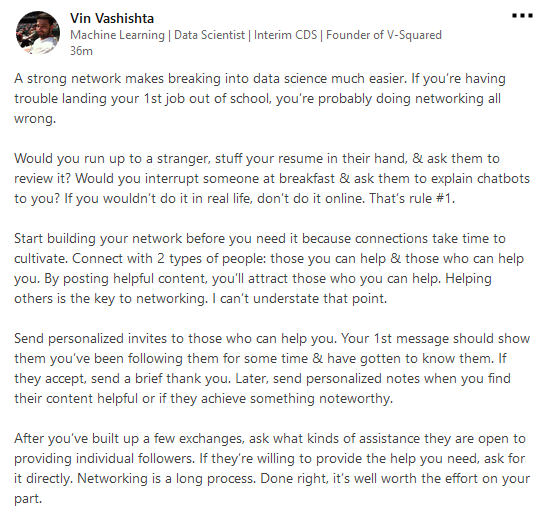 Vin Vashishta
Machine Learning | Data Scientist | Interim CDS | Founder of V-Squared
36m
A strong network makes breaking into data science much easier. If you're having
trouble landing your 1st job out of school, you're probably doing networking all
wrong.
Would you run up to a stranger, stuff your resume in their hand, & ask them to
review it? Would you interrupt someone at breakfast & ask them to explain chatbots
to you? If you wouldn't do it in real life, don't do it online. That's rule #1.
Start building your network before you need it because connections take time to
cultivate. Connect with 2 types of people: those you can help & those who can help
you. By posting helpful content, you'll attract those who you can help. Helping
others is the key to networking. I can't understate that point.
Send personalized invites to those who can help you. Your 1st message should show
them you've been following them for some time & have gotten to know them. If
they accept, send a brief thank you. Later, send personalized notes when you find
their content helpful or if they achieve something noteworthy.
After you've built up a few exchanges, ask what kinds of assistance they are open to
providing individual followers. If they're willing to provide the help you need, ask for
it directly. Networking is a long process. Done right, it's well worth the effort on your
part.